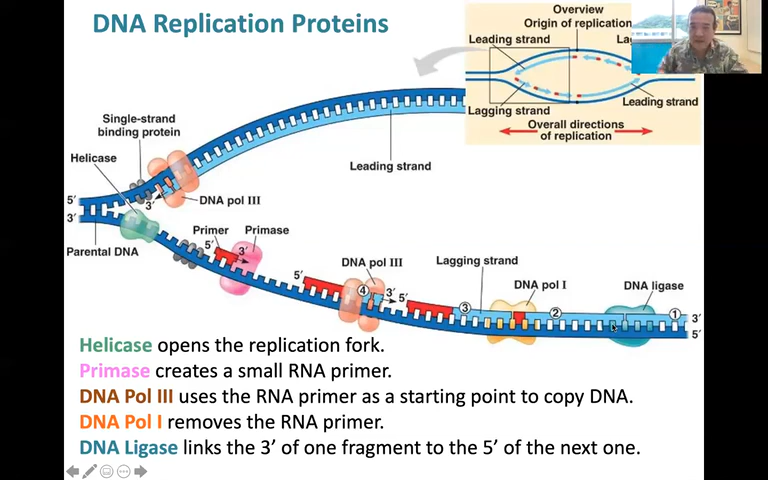 DNA Replication Proteins
Overview
Origin of replication
Leading strand
Lagging strand
Leading strand
Overall directions
of replication
Single-strand
binding protein
Helicase
Leading strand
5′
3′
3′
DNA pol III
Parental DNA
Primer
Primase
5′
3′
5′
DNA pol III
4
3′
5′
Lagging strand
3
DNA pol I
2
DNA ligase
1
3′
5′
Helicase opens the replication fork.
Primase creates a small RNA primer.
DNA Pol III uses the RNA primer as a starting point to copy DNA.
DNA Pol I removes the RNA primer.
DNA Ligase links the 3’ of one fragment to the 5’ of the next one.